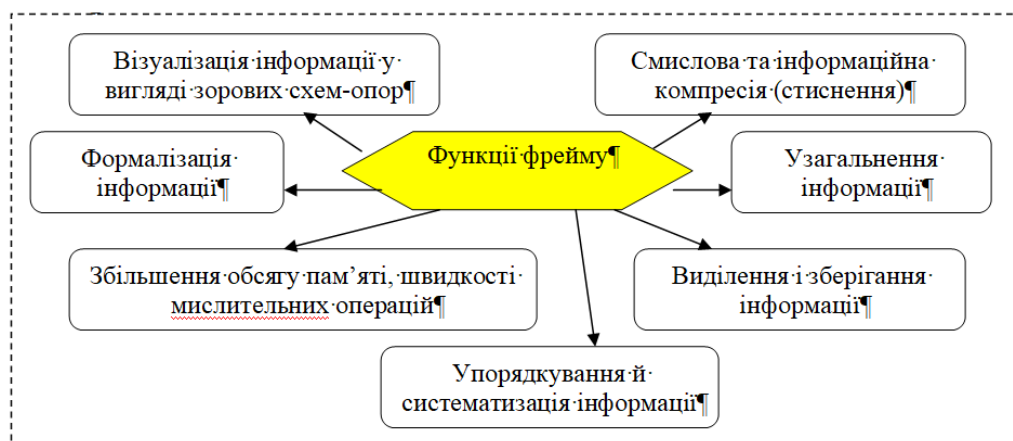 Візуалізація інформації у
вигляді зорових схем-опор¶
Смислова та інформаційна
компресія (стиснення)¶
Функції фрейму¶
Формалізація
інформації¶
Узагальнення
інформації¶
Збільшення обсягу пам’яті, швидкості
мислительних операцій¶
Виділення і зберігання
інформації¶
Упорядкування й
систематизація інформації¶